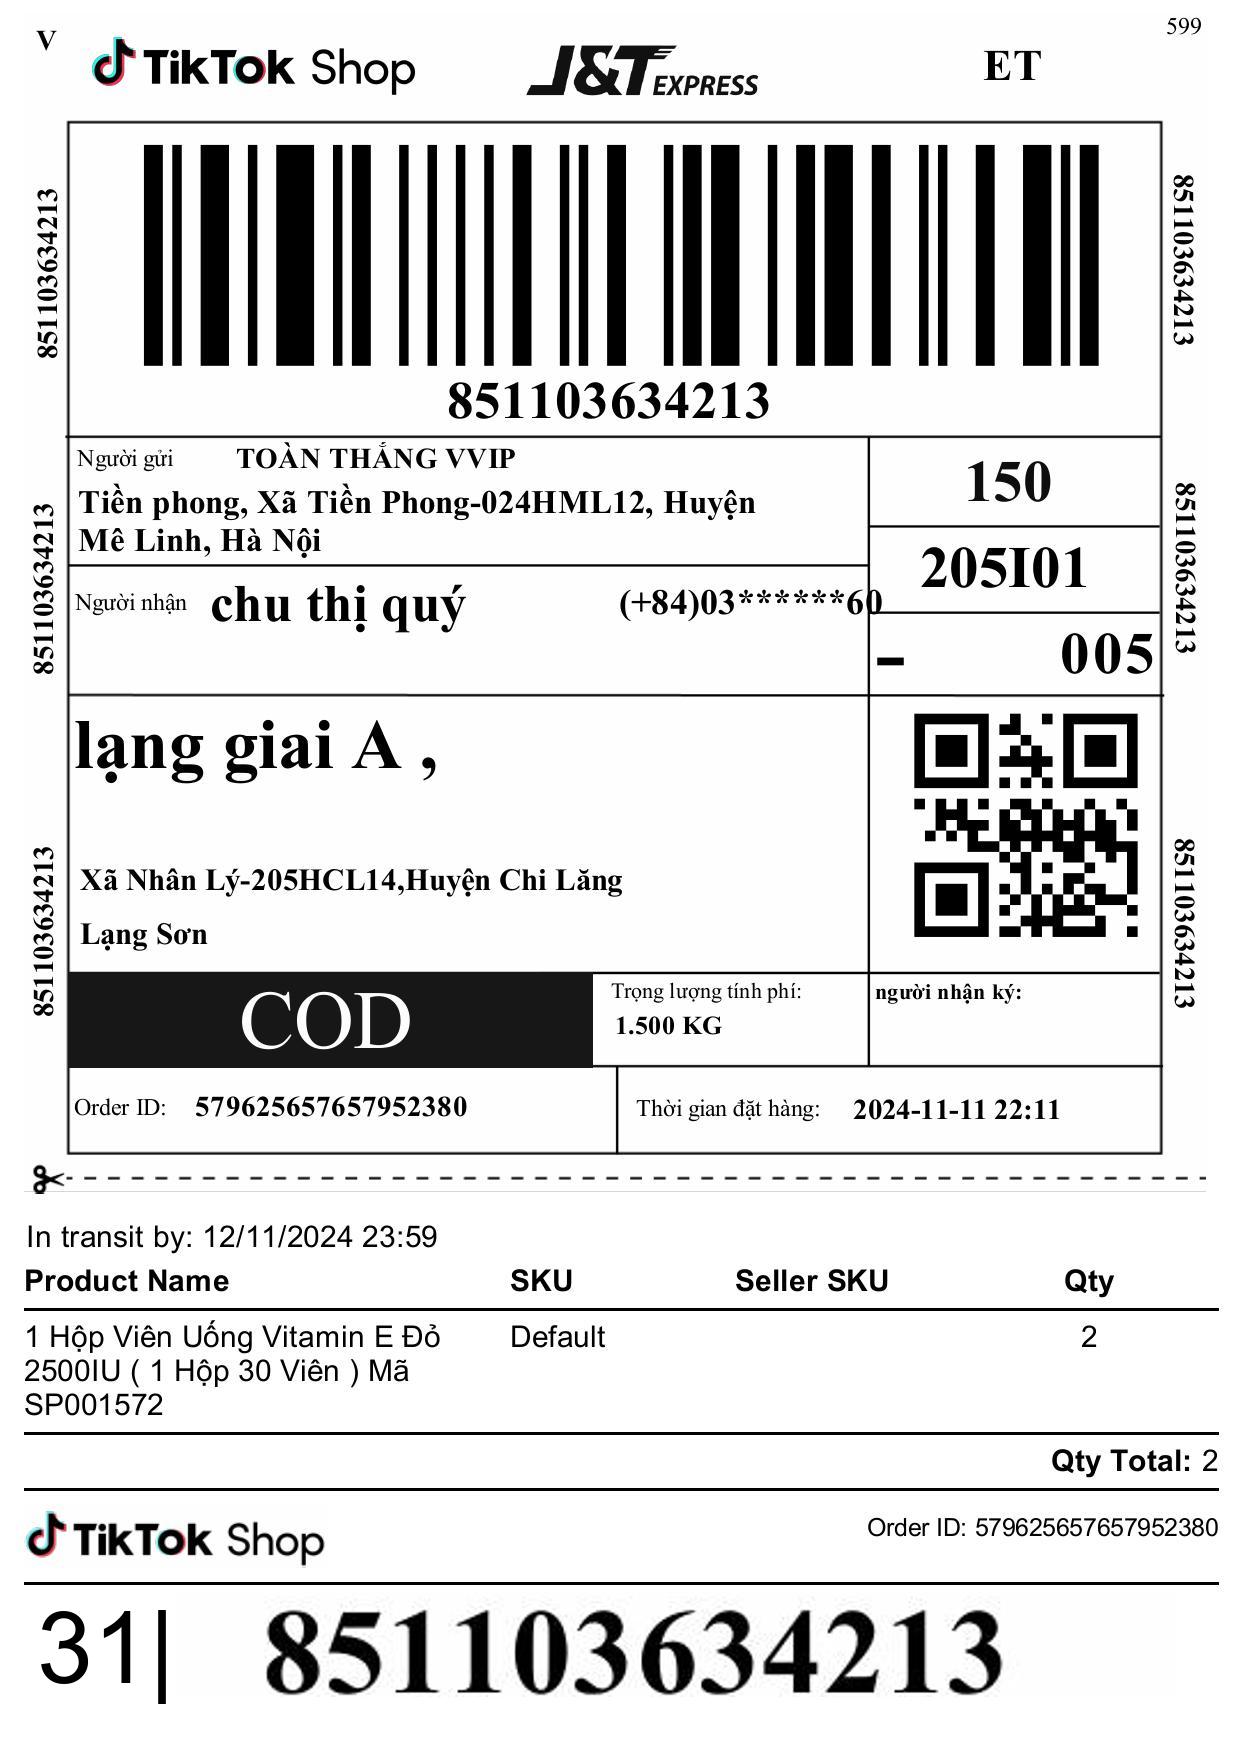 599
V
TikTok Shop
J&T EXPRESS
ET
851103634213
851103634213
851103634213
Người gửi TOÀN THẮNG VVIP
Tiền phong, Xã Tiền Phong-024HML12, Huyện
Mê Linh, Hà Nội
150
205I01
851103634213
851103634213
Người nhận chu thị quý (+84)03******60
- 005
lạng giai A ,
Xã Nhân Lý-205HCL14,Huyện Chi Lăng
Lạng Sơn
851103634213
851103634213
COD
Trọng lượng tính phí:
1.500 KG
người nhận ký:
Order ID: 579625657657952380
Thời gian đặt hàng: 2024-11-11 22:11
In transit by: 12/11/2024 23:59
Product Name SKU Seller SKU Qty
1 Hộp Viên Uống Vitamin E Đỏ Default 2
2500IU ( 1 Hộp 30 Viên ) Mã
SP001572
Qty Total: 2
TikTok Shop
Order ID: 579625657657952380
31| 851103634213